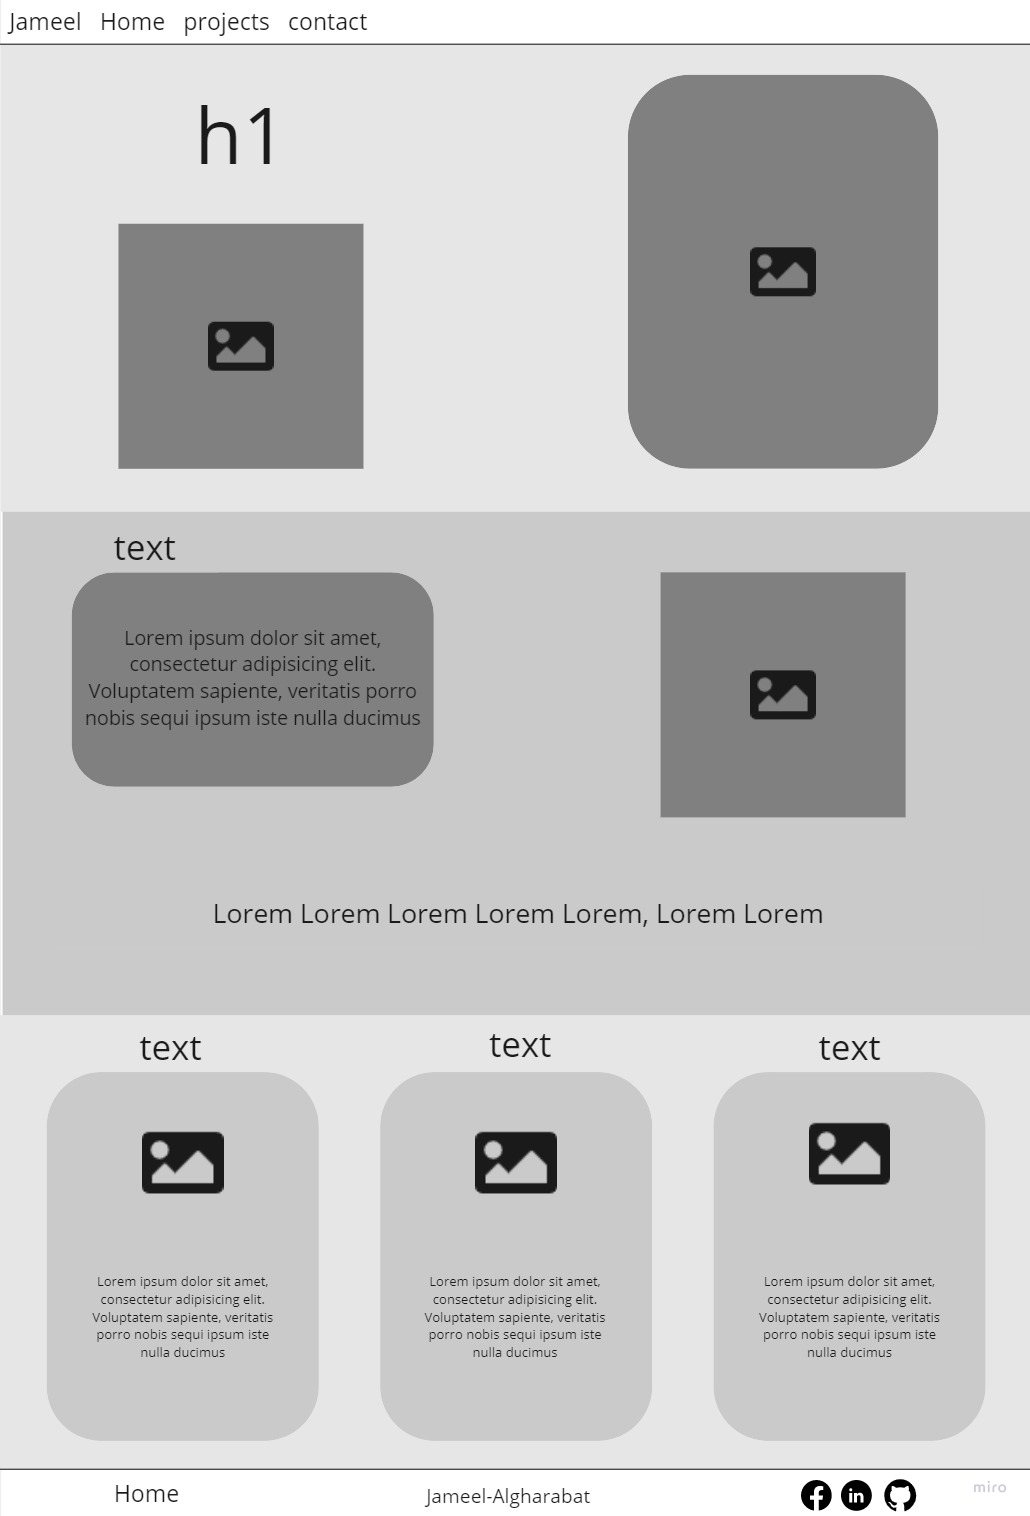 Jameel Home projects contact
h1
text
Lorem ipsum dolor sit amet,
consectetur adipisicing elit.
Voluptatem sapiente, veritatis porro
nobis sequi ipsum iste nulla ducimus
Lorem Lorem Lorem Lorem Lorem, Lorem Lorem
text
Lorem ipsum dolor sit amet,
consectetur adipisicing elit.
Voluptatem sapiente, veritatis
porro nobis sequi ipsum iste
nulla ducimus
text
Lorem ipsum dolor sit amet,
consectetur adipisicing elit.
Voluptatem sapiente, veritatis
porro nobis sequi ipsum iste
nulla ducimus
text
Lorem ipsum dolor sit amet,
consectetur adipisicing elit.
Voluptatem sapiente, veritatis
porro nobis sequi ipsum iste
nulla ducimus
Home
Jameel-Algharabat
in
miro